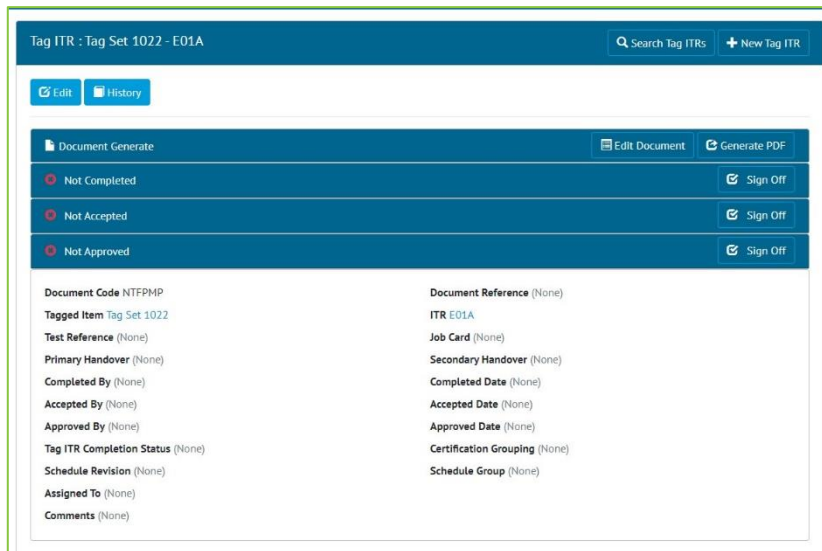 Tag ITR : Tag Set 1022 - E01A
Search Tag ITRs
New Tag ITR
Edit
History
Document Generate
Edit Document
Generate PDF
Not Completed
Sign Off
Not Accepted
Sign Off
Not Approved
Sign Off
Document Code NTFPMP
Document Reference (None)
Tagged Item Tag Set 1022
ITR E01A
Test Reference (None)
Job Card (None)
Primary Handover (None)
Secondary Handover (None)
Completed By (None)
Completed Date (None)
Accepted By (None)
Accepted Date (None)
Approved By (None)
Approved Date (None)
Tag ITR Completion Status (None)
Certification Grouping (None)
Schedule Revision (None)
Schedule Group (None)
Assigned To (None)
Comments (None)